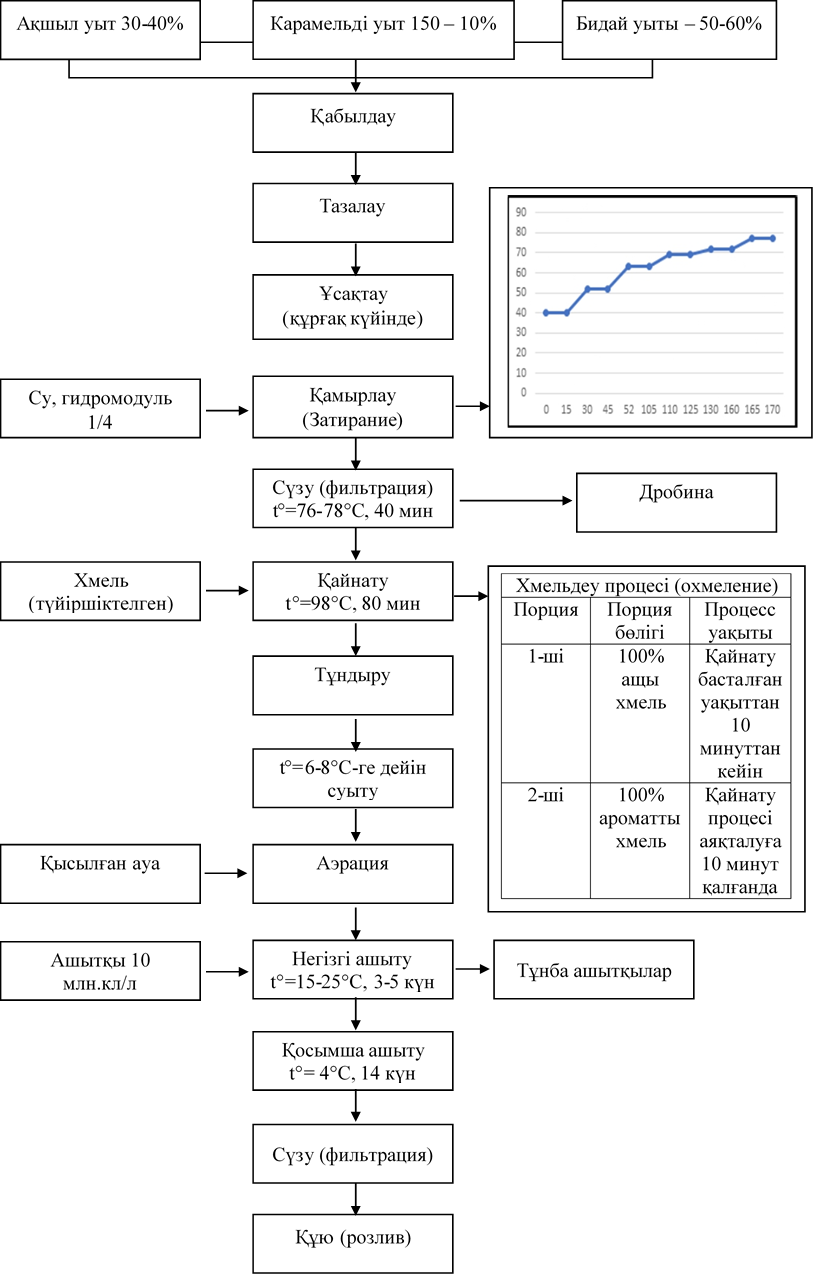 Ақшыл уыт 30-40%
Карамельді уыт 150 – 10%
Бидай уыты – 50-60%
Қабылдау
Тазалау
Ұсақтау
(құрғақ күйінде)
90
80
70
60
50
40
30
20
10
0
0 15 30 45 52 105 110 125 130 160 165 170
Су, гидромодуль
1/4
Қамырлау
(Затирание)
Сүзу (фильтрация)
t°=76-78°C, 40 мин
Дробина
Хмель
(түйіршіктелген)
Қайнату
t°=98°C, 80 мин
Хмельдеу процесі (охмеление)
Порция
Порция
бөлігі
Процесс
уақыты
1-ші
100%
ащы
хмель
Қайнату
басталған
уақыттан
10
минуттан
кейін
2-ші
100%
ароматты
хмель
Қайнату
процесі
аяқталуға
10 минут
қалғанда
Тұндыру
t°=6-8°C-ге дейін
суыту
Қысылған ауа
Аэрация
Ашытқы 10
млн.кл/л
Негізгі ашыту
t°=15-25°C, 3-5 күн
Тұнба ашытқылар
Қосымша ашыту
t°= 4°C, 14 күн
Сүзу (фильтрация)
Құю (розлив)